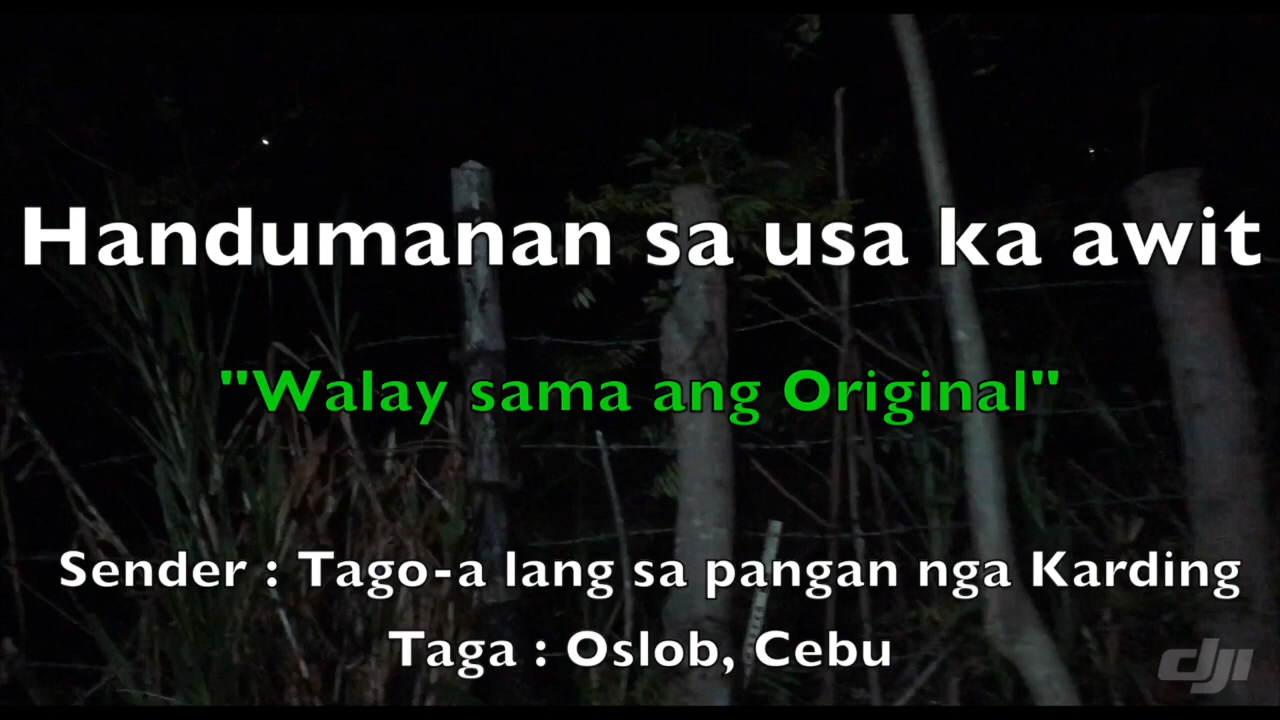 Handumanan sa usa ka awit
"Walay sama ang Original"
Sender : Tago-a lang sa pangan nga Karding
Taga : Oslob, Cebu
dji